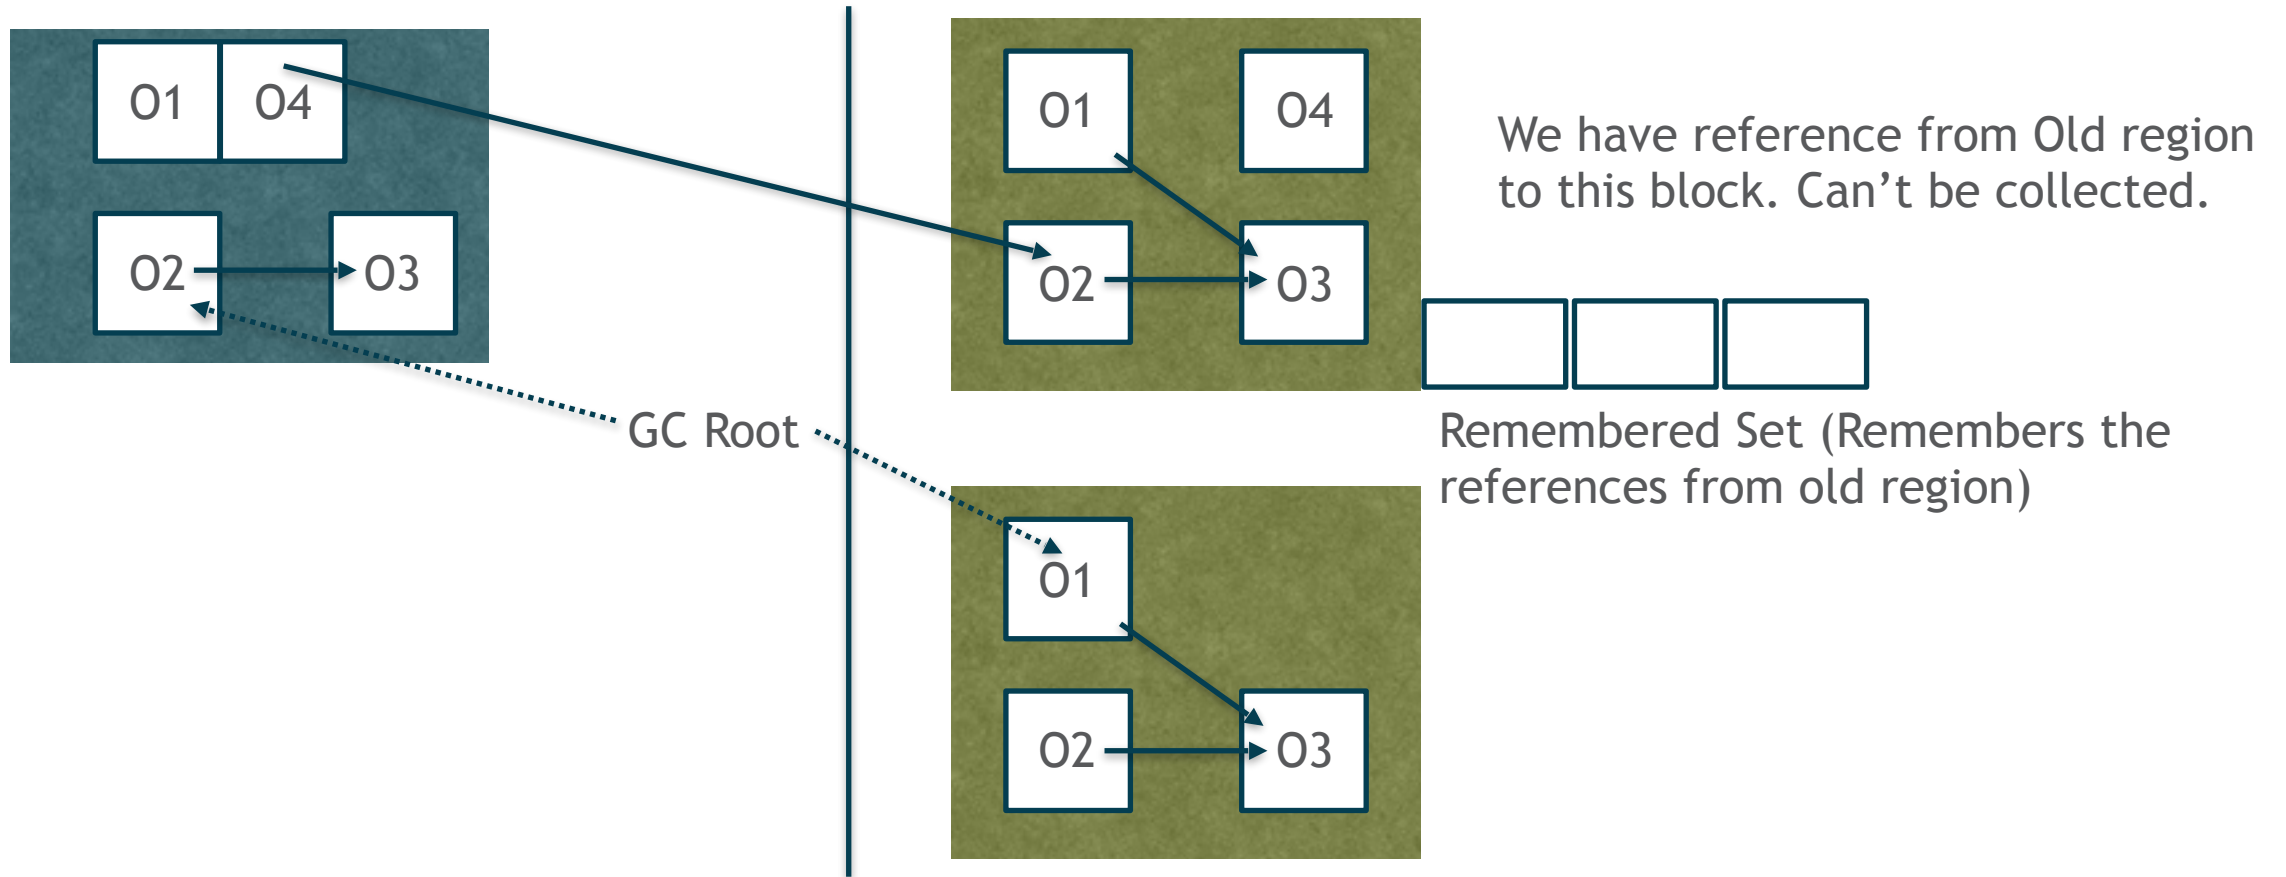 O1
O4
O2
O3
O1
O4
O2
O3
We have reference from Old region
to this block. Can’t be collected.
GC Root
Remembered Set (Remembers the
references from old region)
O1
O2
O3